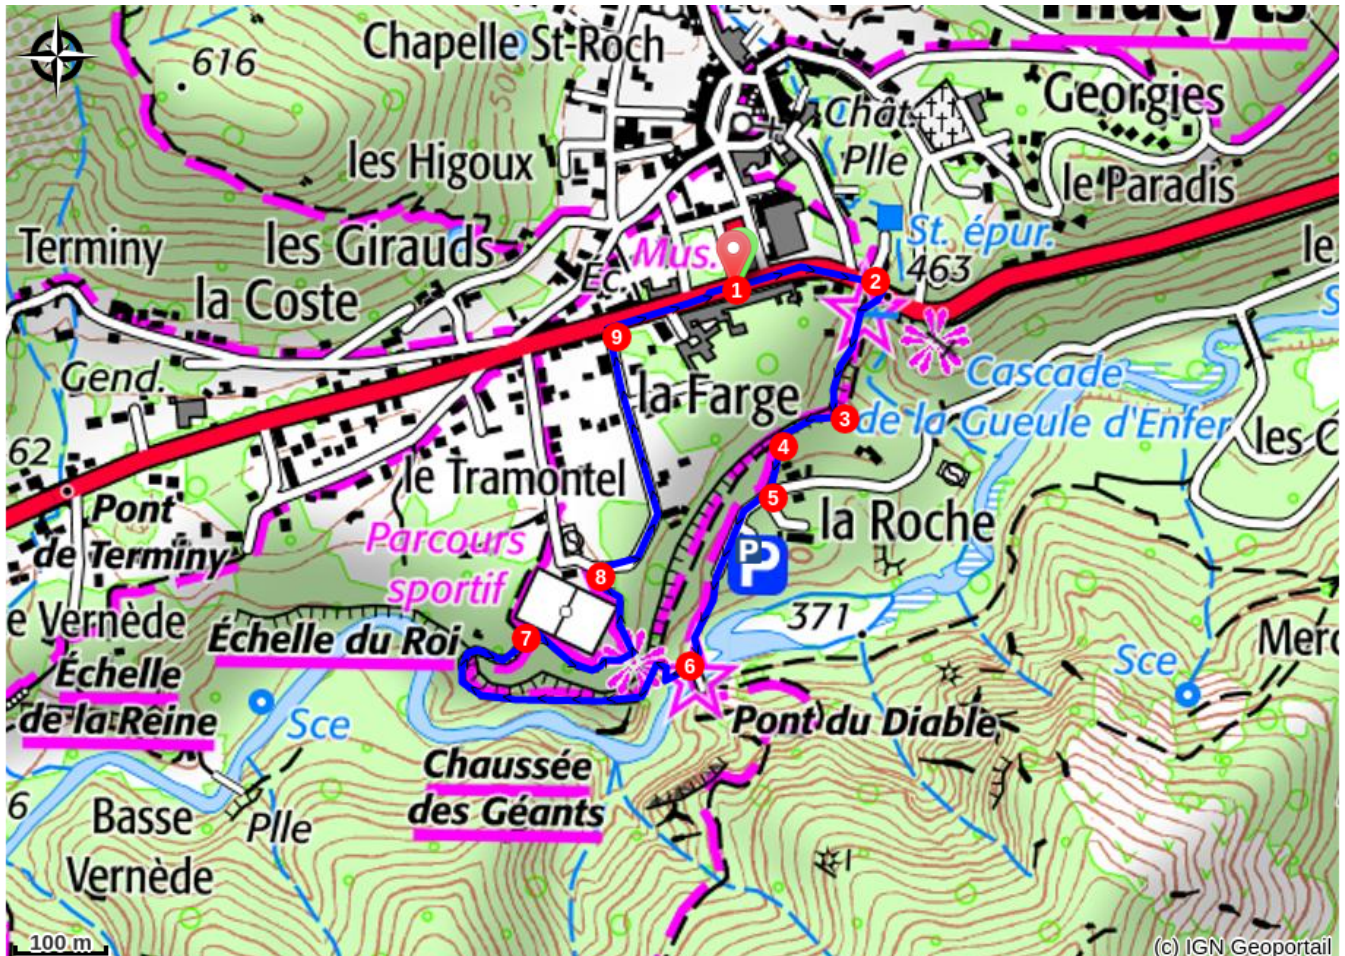 Chapelle St-Roch
616
Georgies
Chât.
Plle
les Higoux
le Paradis
St. épur.
Terminy
les Girauds
Mus.
463
le
Éc.
la Coste
1
2
9
Gend.
Cascade
de la Gueule d'Enfer
la Farge
3
4
62
les C
le Tramontel
5
Pont
de Terminy
la Roche
Parcours
sportif
P
P
8
371
e Vernède
Échelle du Roi
7
Merc
Échelle
de la Reine
6
Sce
Sce
Pont du Diable
Chaussée
des Géants
6
Basse
Vernède
Plle
100 m
(c) IGN Geoportail